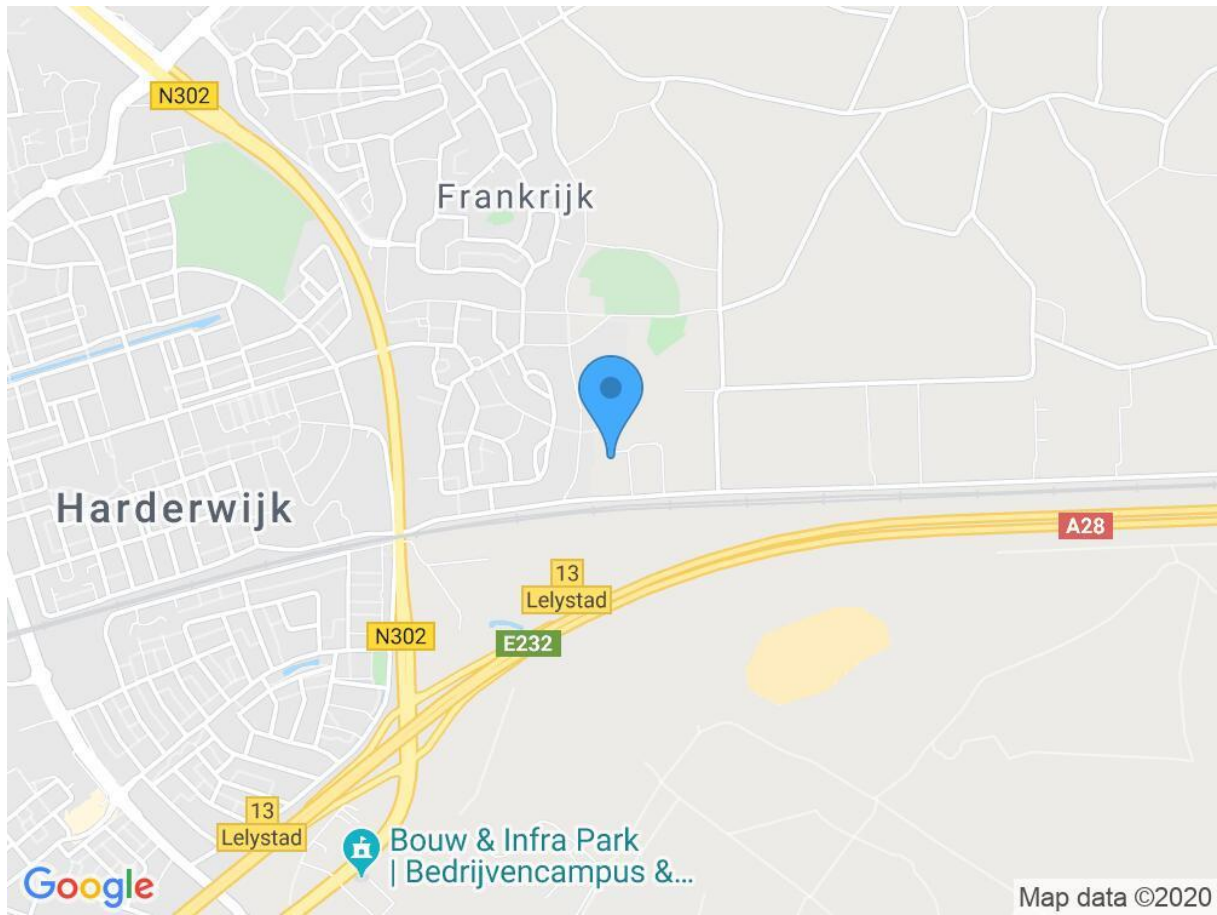 N302
Frankrijk
Harderwijk
A28
13
Lelystad
N302
E232
13
Lelystad
Bouw & Infra Park
| Bedrijvencampus &...
Google
Map data ©2020